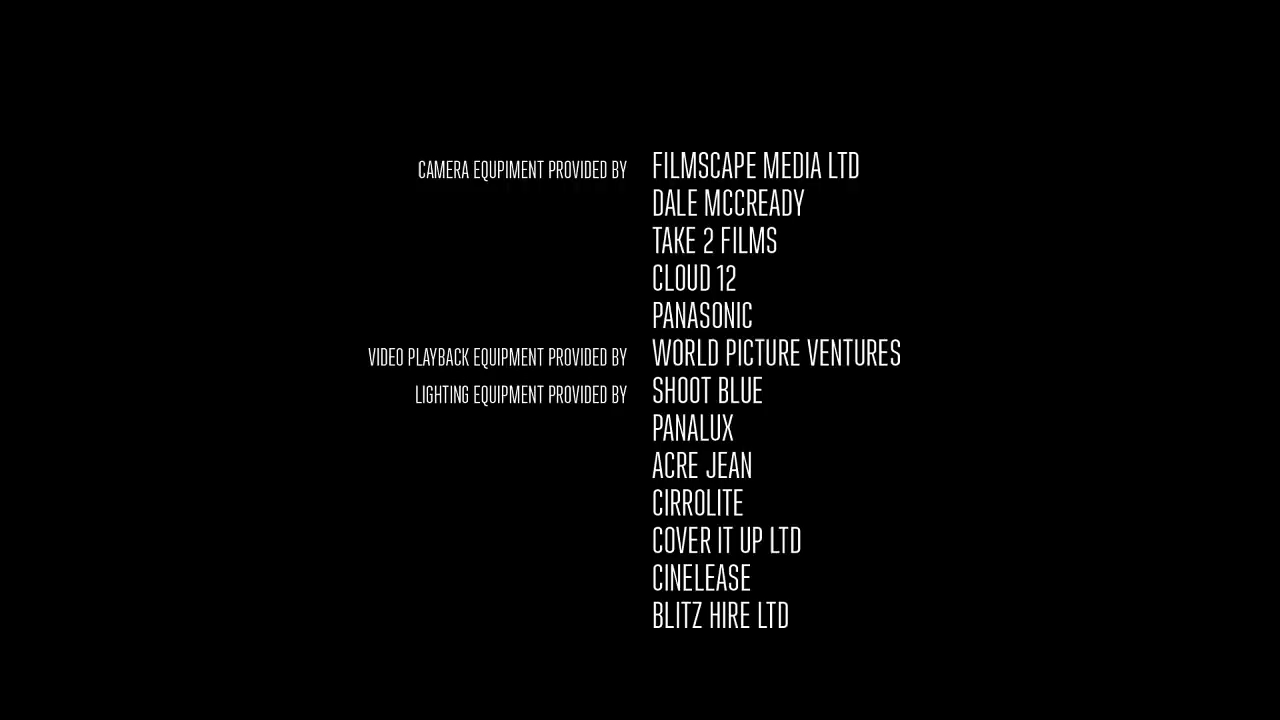 CAMERA EQUPIMENT PROVIDED BY FILMSCAPE MEDIA LTD
DALE MCCREADY
TAKE 2 FILMS
CLOUD 12
PANASONIC
VIDEO PLAYBACK EQUIPMENT PROVIDED BY WORLD PICTURE VENTURES
LIGHTING EQUIPMENT PROVIDED BY SHOOT BLUE
PANALUX
ACRE JEAN
CIRROLITE
COVER IT UP LTD
CINELEASE
BLITZ HIRE LTD